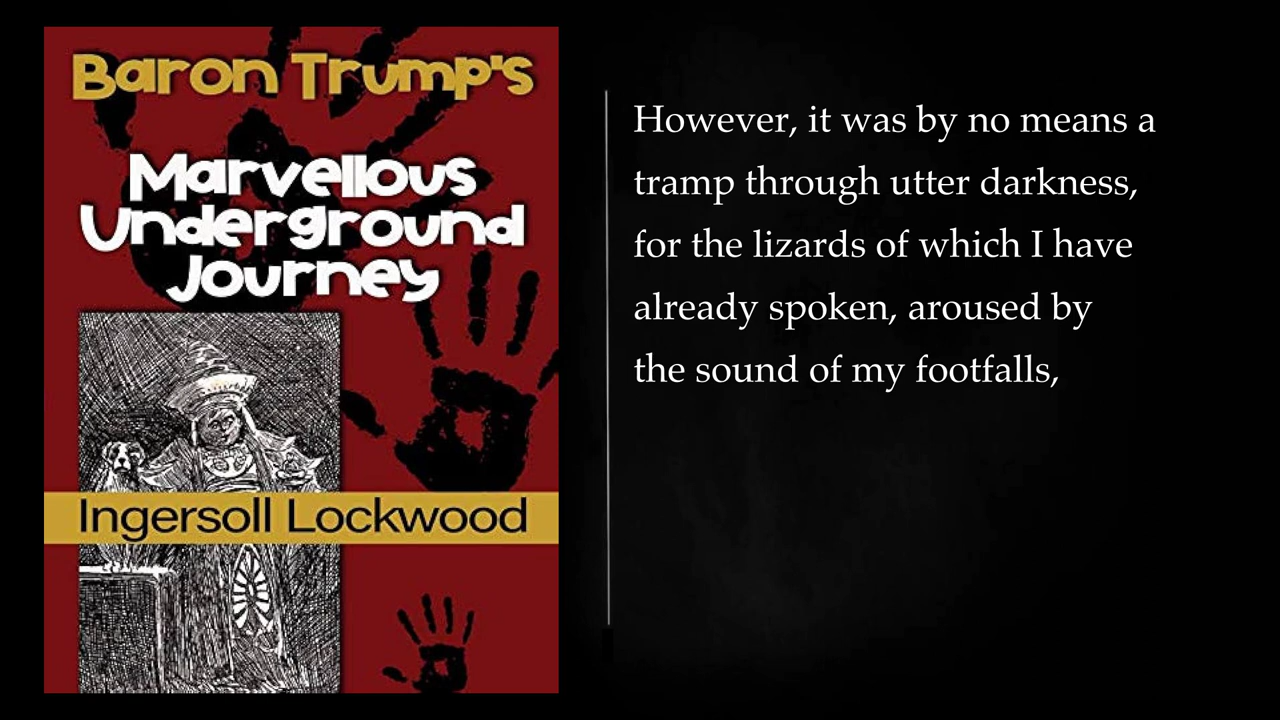 Baron Trump's
Marvellous
Underground
Journey
Ingersoll Lockwood
However, it was by no means a
tramp through utter darkness,
for the lizards of which I have
already spoken, aroused by
the sound of my footfalls,